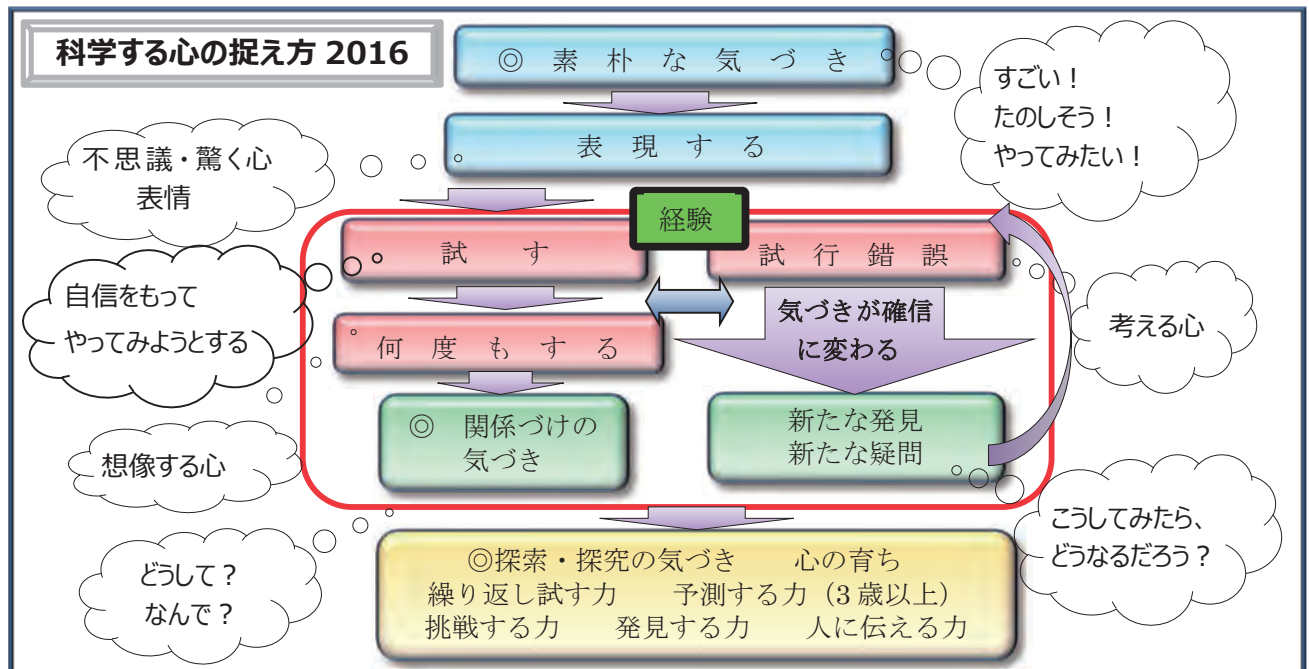 科学する心の捉え方 2016
◎ 素朴な気づき
すごい！
たのしそう！
やってみたい！
表現する
不思議・驚く心
表情
経験
試す
試行錯誤
自信をもって
やってみようとする
気づきが確信
に変わる
考える心
何度もする
◎ 関係づけの
気づき
新たな発見
新たな疑問
想像する心
こうしてみたら、
どうなるだろう？
どうして？
なんで？
◎探索・探究の気づき 心の育ち
繰り返し試す力 予測する力（3 歳以上）
挑戦する力 発見する力 人に伝える力